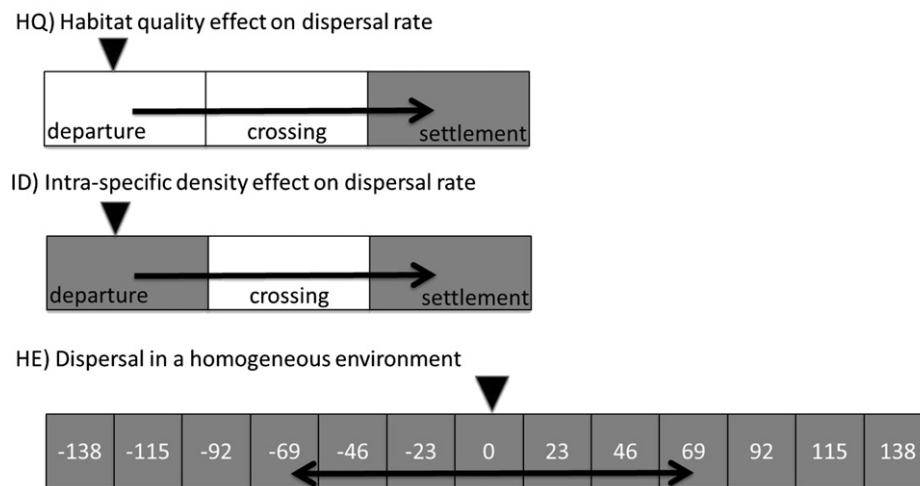 HQ) Habitat quality effect on dispersal rate
departure crossing settlement
ID) Intra-specific density effect on dispersal rate
departure crossing settlement
HE) Dispersal in a homogeneous environment
-138 -115 -92 -69 -46 -23 0 23 46 69 92 115 138